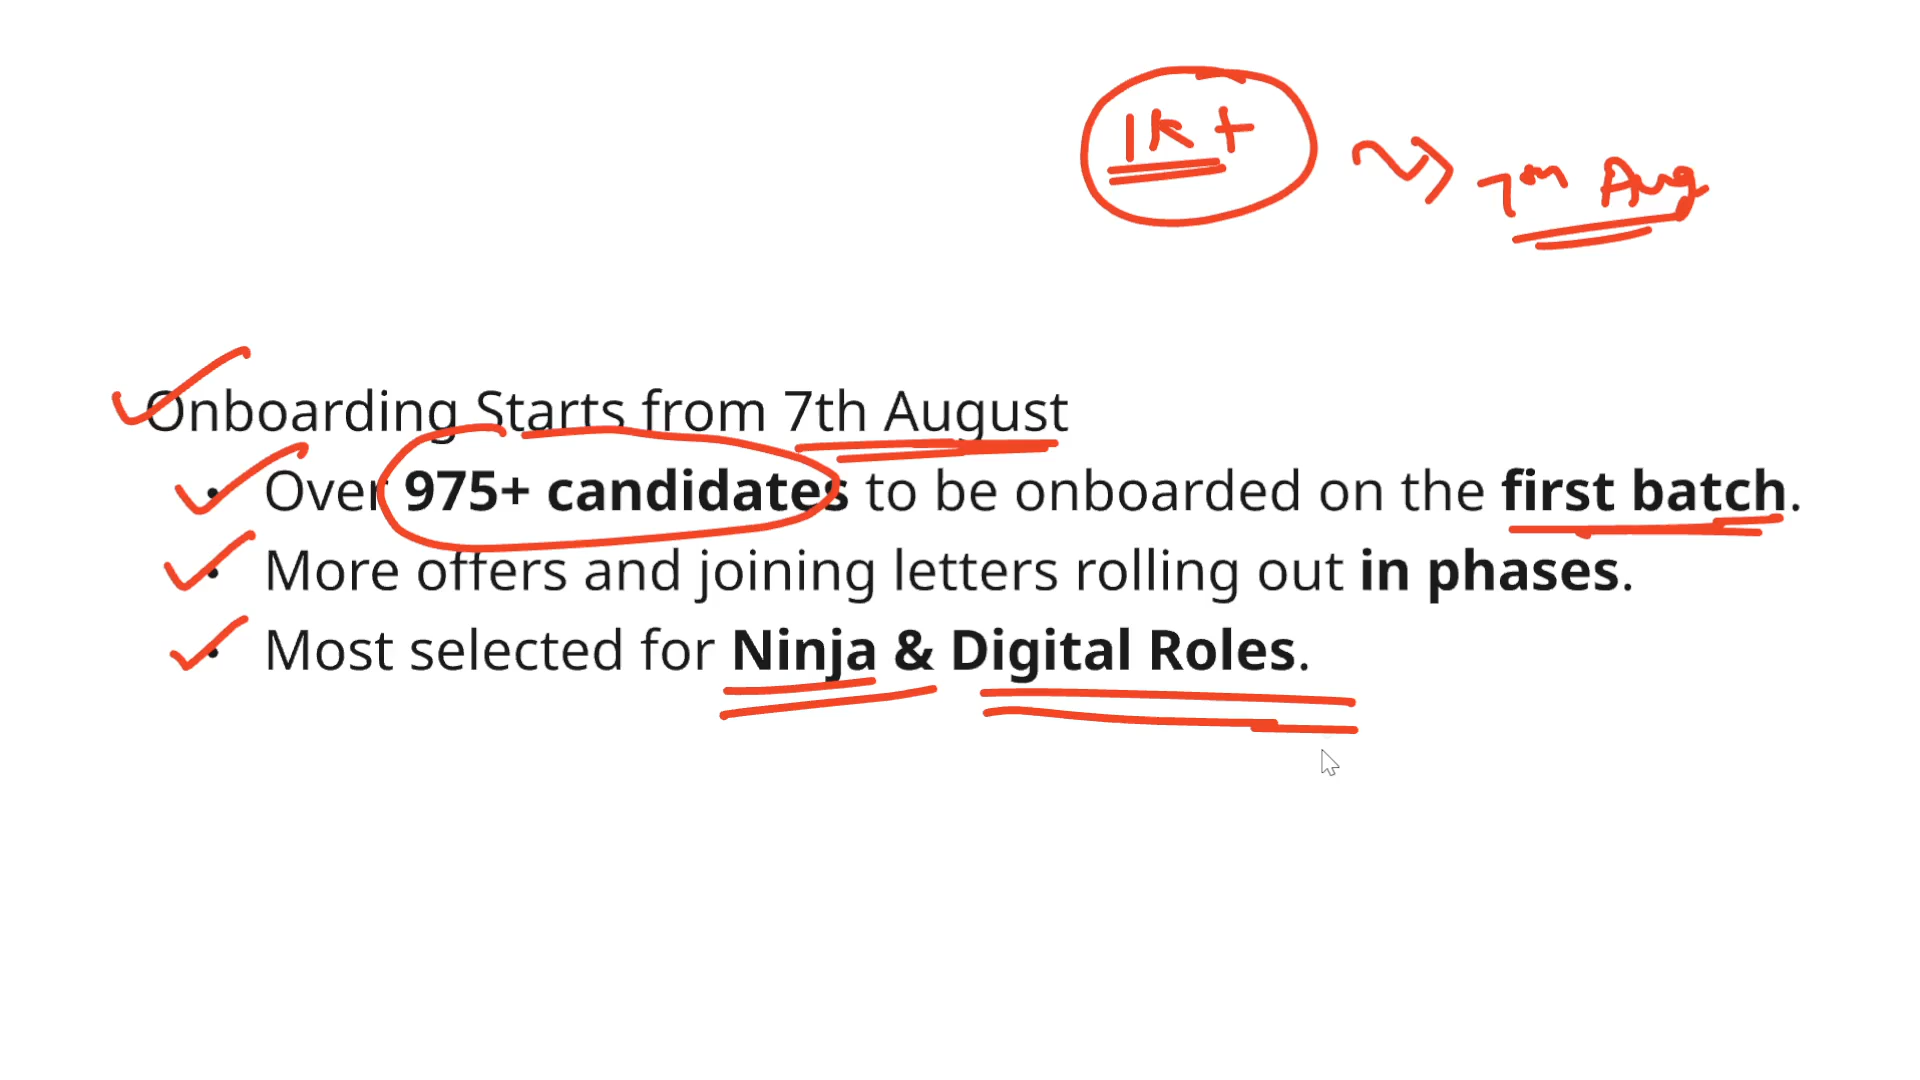 1K+
7th Aug
Onboarding Starts from 7th August
• Over 975+ candidates to be onboarded on the first batch.
• More offers and joining letters rolling out in phases.
• Most selected for Ninja & Digital Roles.